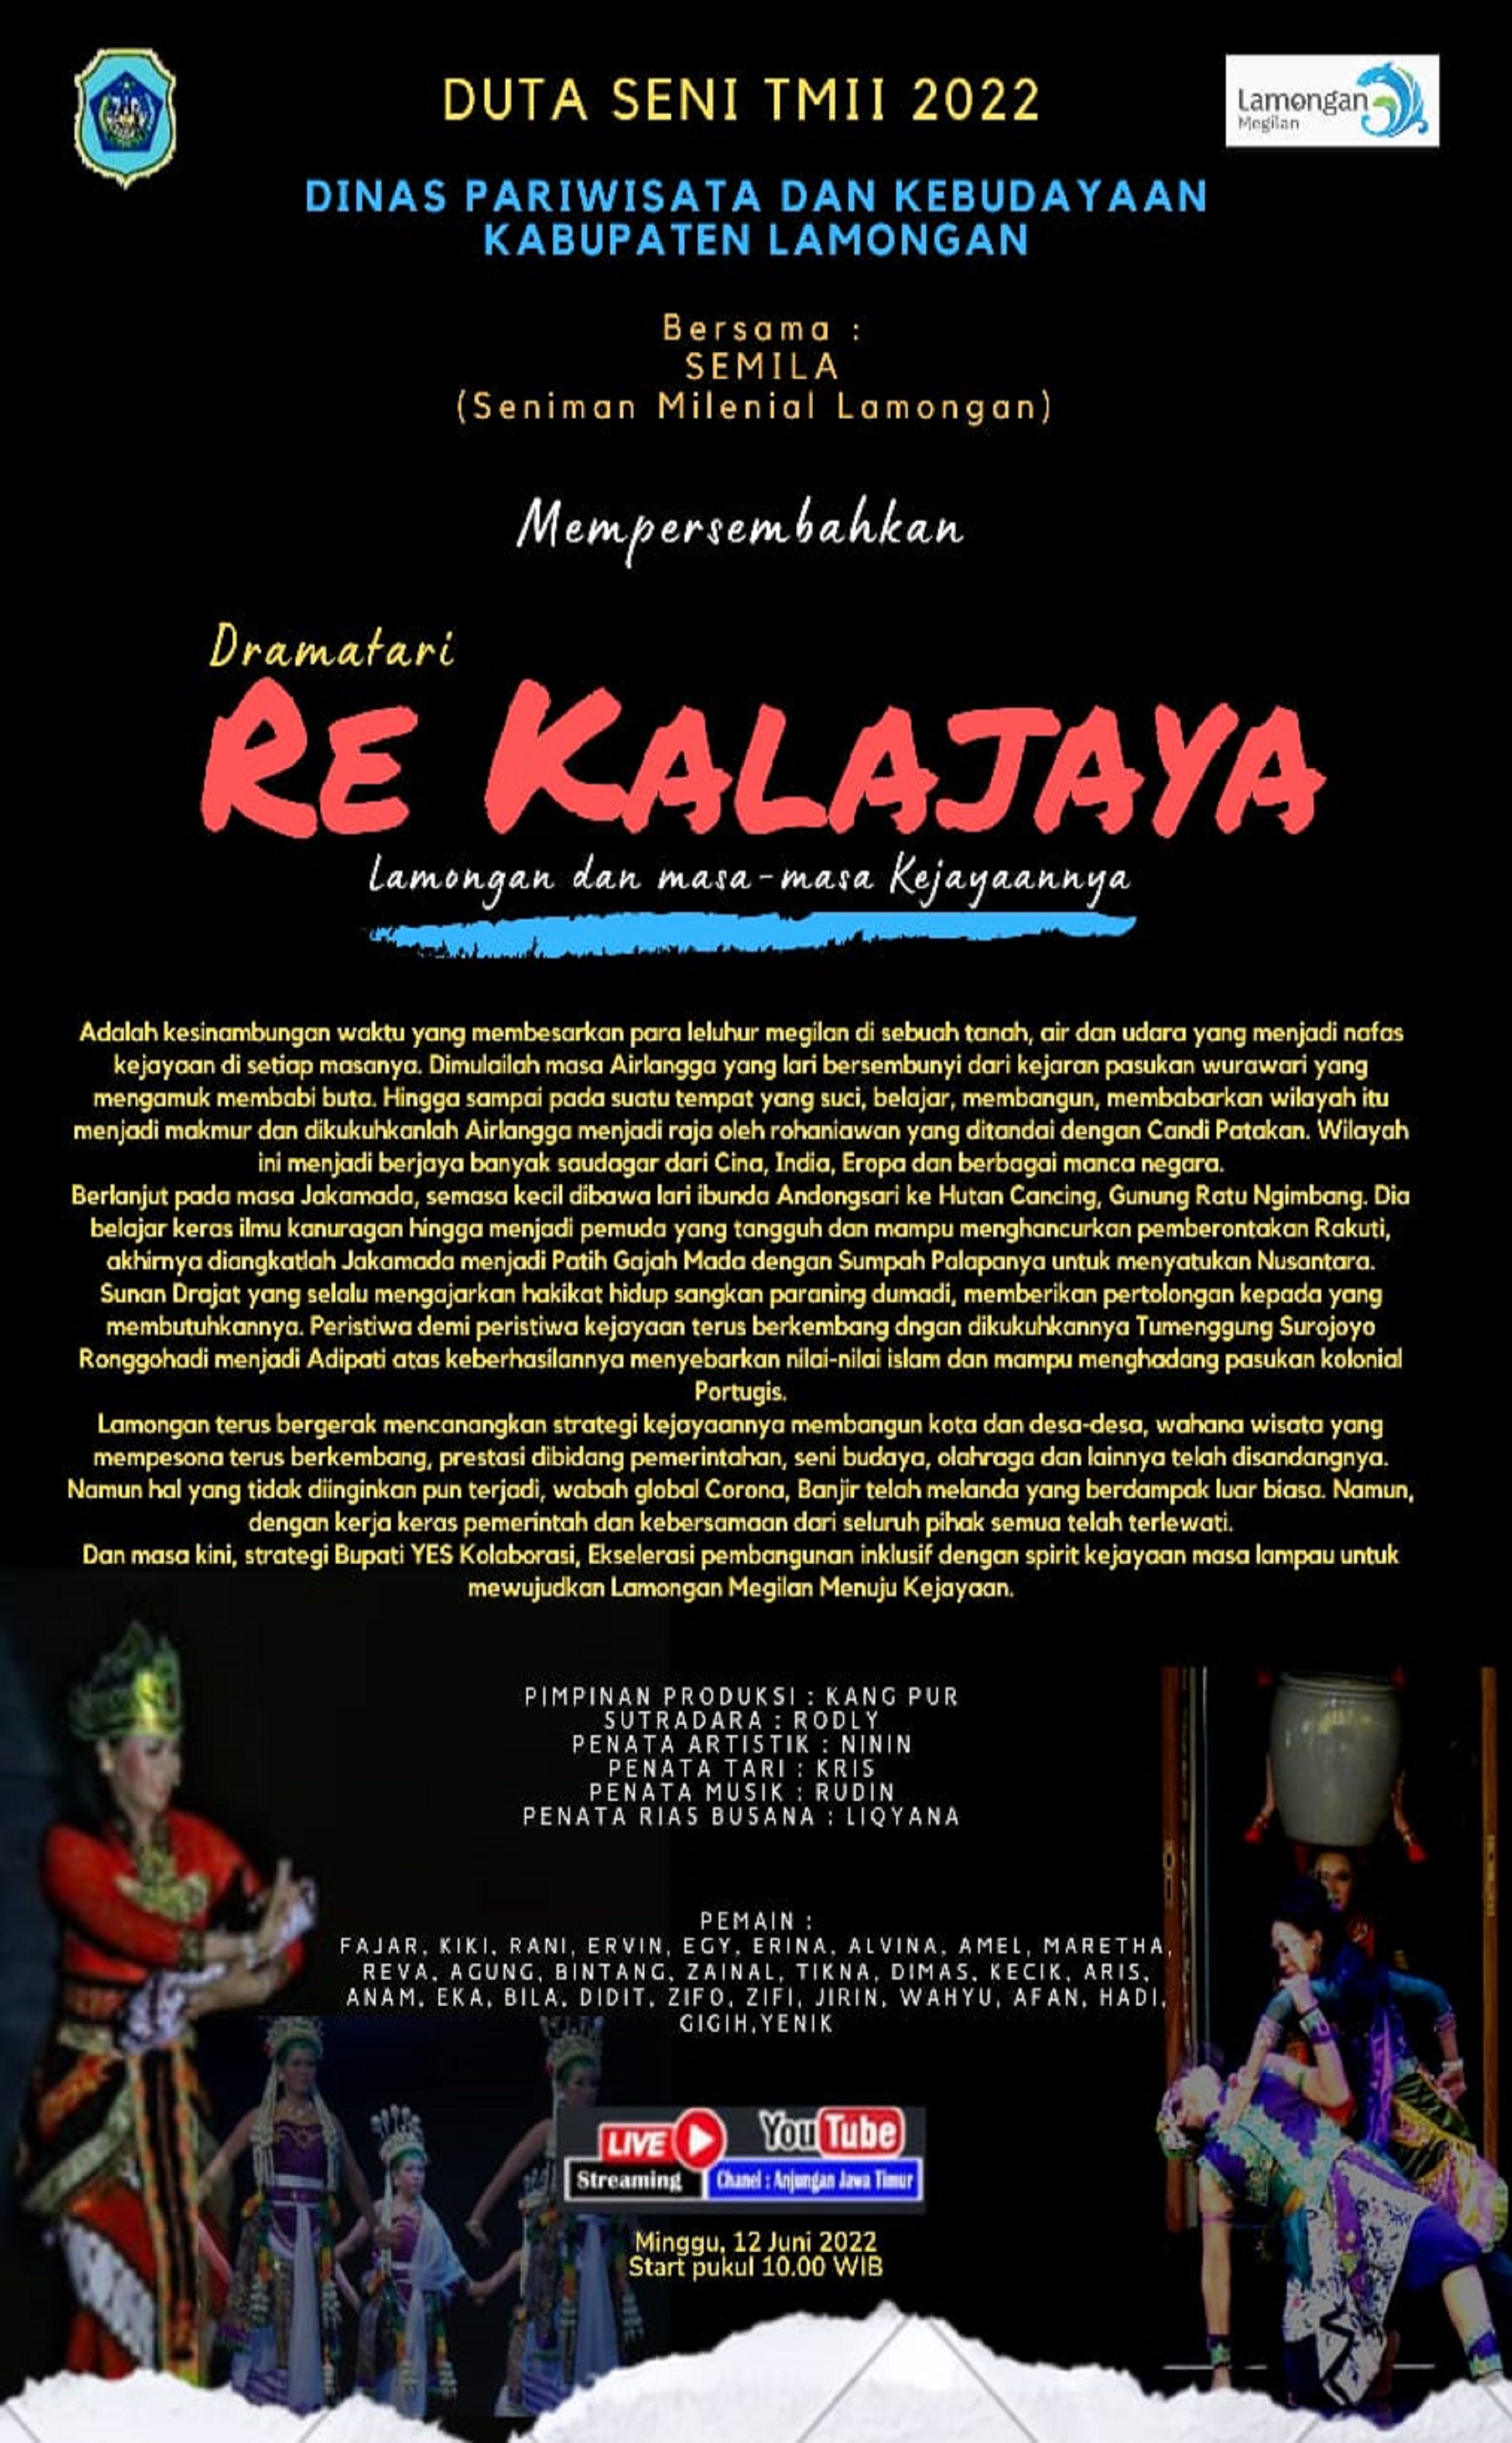 DUTA SENI TMII 2022
Lamongan
Megilan
DINAS PARIWISATA DAN KEBUDAYAAN
KABUPATEN LAMONGAN
Bersama :
SEMILA
(Seniman Milenial Lamongan)
Mempersembahkan
Dramatari
RE KALAJAYA
Lamongan dan masa-masa Kejayaannya
Adalah kesinambungan waktu yang membesarkan para leluhur megilan di sebuah tanah, air dan udara yang menjadi nafas
kejayaan di setiap masanya. Dimulailah masa Airlangga yang lari bersembunyi dari kejaran pasukan wurawari yang
mengamuk membabi buta. Hingga sampai pada suatu tempat yang suci, belajar, membangun, membabarkan wilayah itu
menjadi makmur dan dikukuhkanlah Airlangga menjadi raja oleh rohaniawan yang ditandai dengan Candi Patakan. Wilayah
ini menjadi berjaya banyak saudagar dari Cina, India, Eropa dan berbagai manca negara.
Berlanjut pada masa Jakamada, semasa kecil dibawa lari ibunda Andongsari ke Hutan Cancing, Gunung Ratu Ngimbang. Dia
belajar keras ilmu kanuragan hingga menjadi pemuda yang tangguh dan mampu menghancurkan pemberontakan Rakuti,
akhirnya diangkatlah Jakamada menjadi Patih Gajah Mada dengan Sumpah Palapanya untuk menyatukan Nusantara.
Sunan Drajat yang selalu mengajarkan hakikat hidup sangkan paraning dumadi, memberikan pertolongan kepada yang
membutuhkannya. Peristiwa demi peristiwa kejayaan terus berkembang dngan dikukuhkannya Tumenggung Surojoyo
Ronggohadi menjadi Adipati atas keberhasilannya menyebarkan nilai-nilai islam dan mampu menghadang pasukan kolonial
Portugis.
Lamongan terus bergerak mencanangkan strategi kejayaannya membangun kota dan desa-desa, wahana wisata yang
mempesona terus berkembang, prestasi dibidang pemerintahan, seni budaya, olahraga dan lainnya telah disandangnya.
Namun hal yang tidak diinginkan pun terjadi, wabah global Corona, Banjir telah melanda yang berdampak luar biasa. Namun,
dengan kerja keras pemerintah dan kebersamaan dari seluruh pihak semua telah terlewati.
Dan masa kini, strategi Bupati YES Kolaborasi, Ekselerasi pembangunan inklusif dengan spirit kejayaan masa lampau untuk
mewujudkan Lamongan Megilan Menuju Kejayaan.
PIMPINAN PRODUKSI : KANG PUR
SUTRADARA : RODLY
PENATA ARTISTIK : NININ
PENATA TARI : KRIS
PENATA MUSIK : RUDIN
PENATA RIAS BUSANA : LIQYANA
PEMAIN :
FAJAR, KIKI, RANI, ERVIN, EGY, ERINA, ALVINA, AMEL, MARETHA,
REVA, AGUNG, BINTANG, ZAINAL, TIKNA, DIMAS, KECIK, ARIS,
ANAM, EKA, BILA, DIDIT, ZIFO, ZIFI, JIRIN, WAHYU, AFAN, HADI,
GIGIH,YENIK
LIVE YouTube
Streaming Chanel : Anjungan Jawa Timur
Minggu, 12 Juni 2022
Start pukul 10.00 WIB